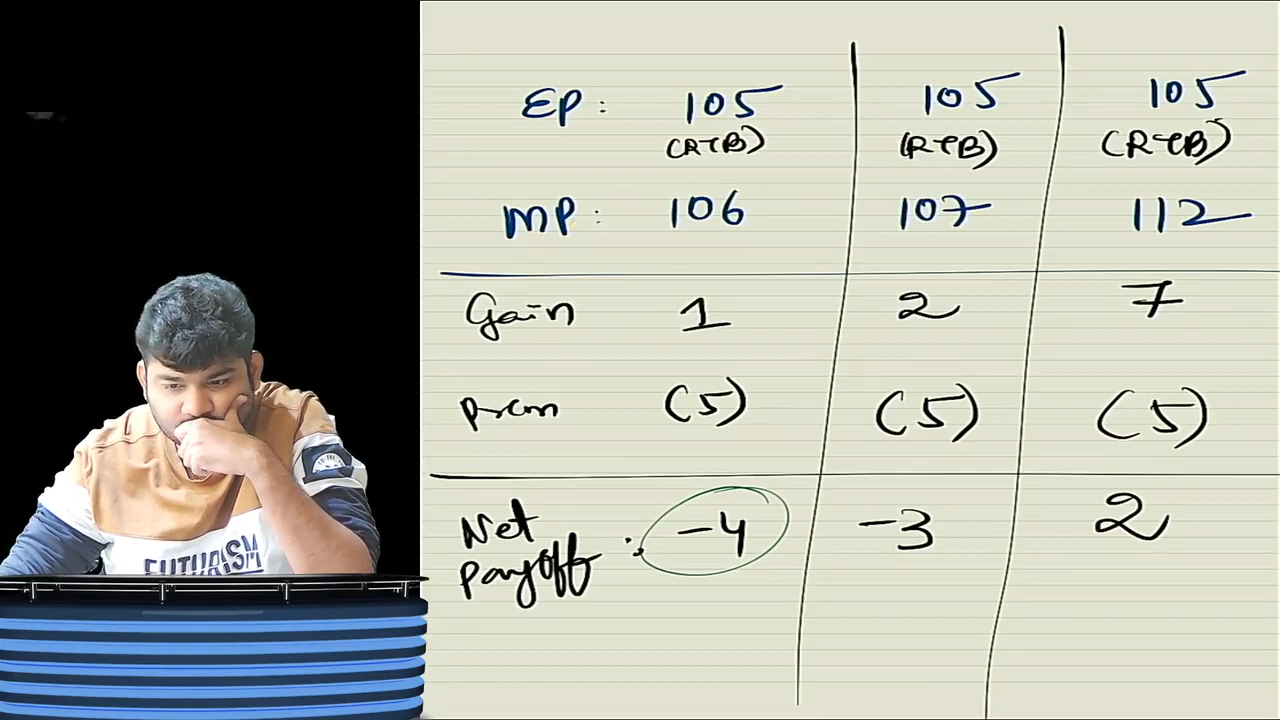 EP: 105 105 105
(RTB) (RTB) (RTB)
MP: 106 107 112
Gain 1 2 7
Prem (5) (5) (5)
Net Payoff : -4 -3 2
FUTURISM